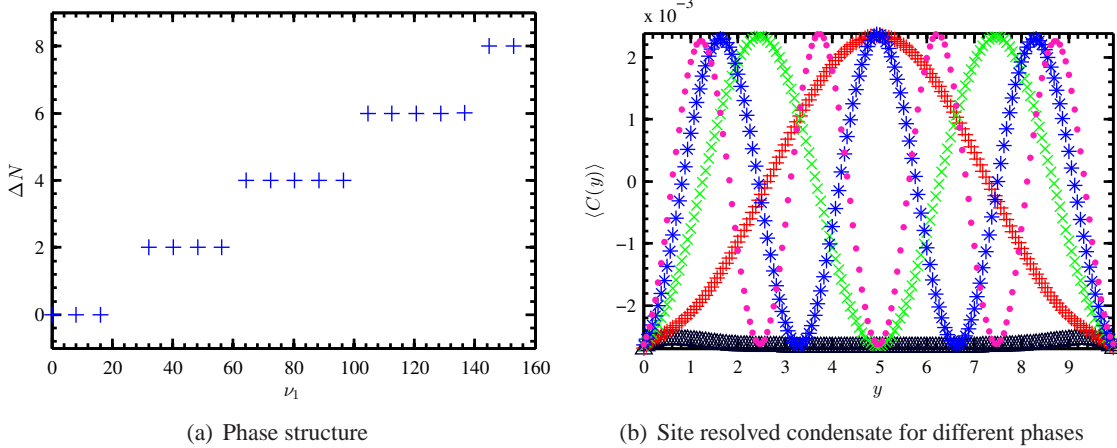 8
6
4
2
0
ΔN
0 20 40 60 80 100 120 140 160
ν₁
(a) Phase structure
x 10⁻³
2
1
0
−1
−2
⟨C(y)⟩
0 1 2 3 4 5 6 7 8 9
y
(b) Site resolved condensate for different phases